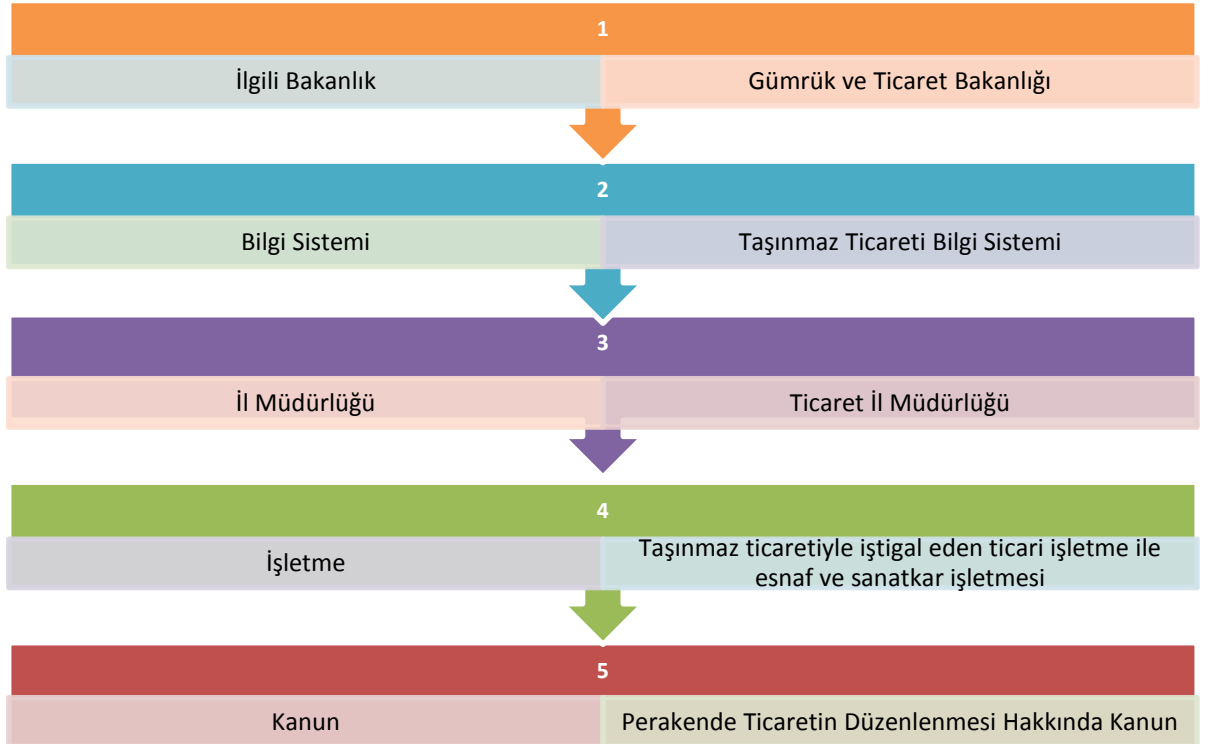 1
İlgili Bakanlık
Gümrük ve Ticaret Bakanlığı
2
Bilgi Sistemi
Taşınmaz Ticareti Bilgi Sistemi
3
İl Müdürlüğü
Ticaret İl Müdürlüğü
4
İşletme
Taşınmaz ticaretiyle iştigal eden ticari işletme ile
esnaf ve sanatkar işletmesi
5
Kanun
Perakende Ticaretin Düzenlenmesi Hakkında Kanun